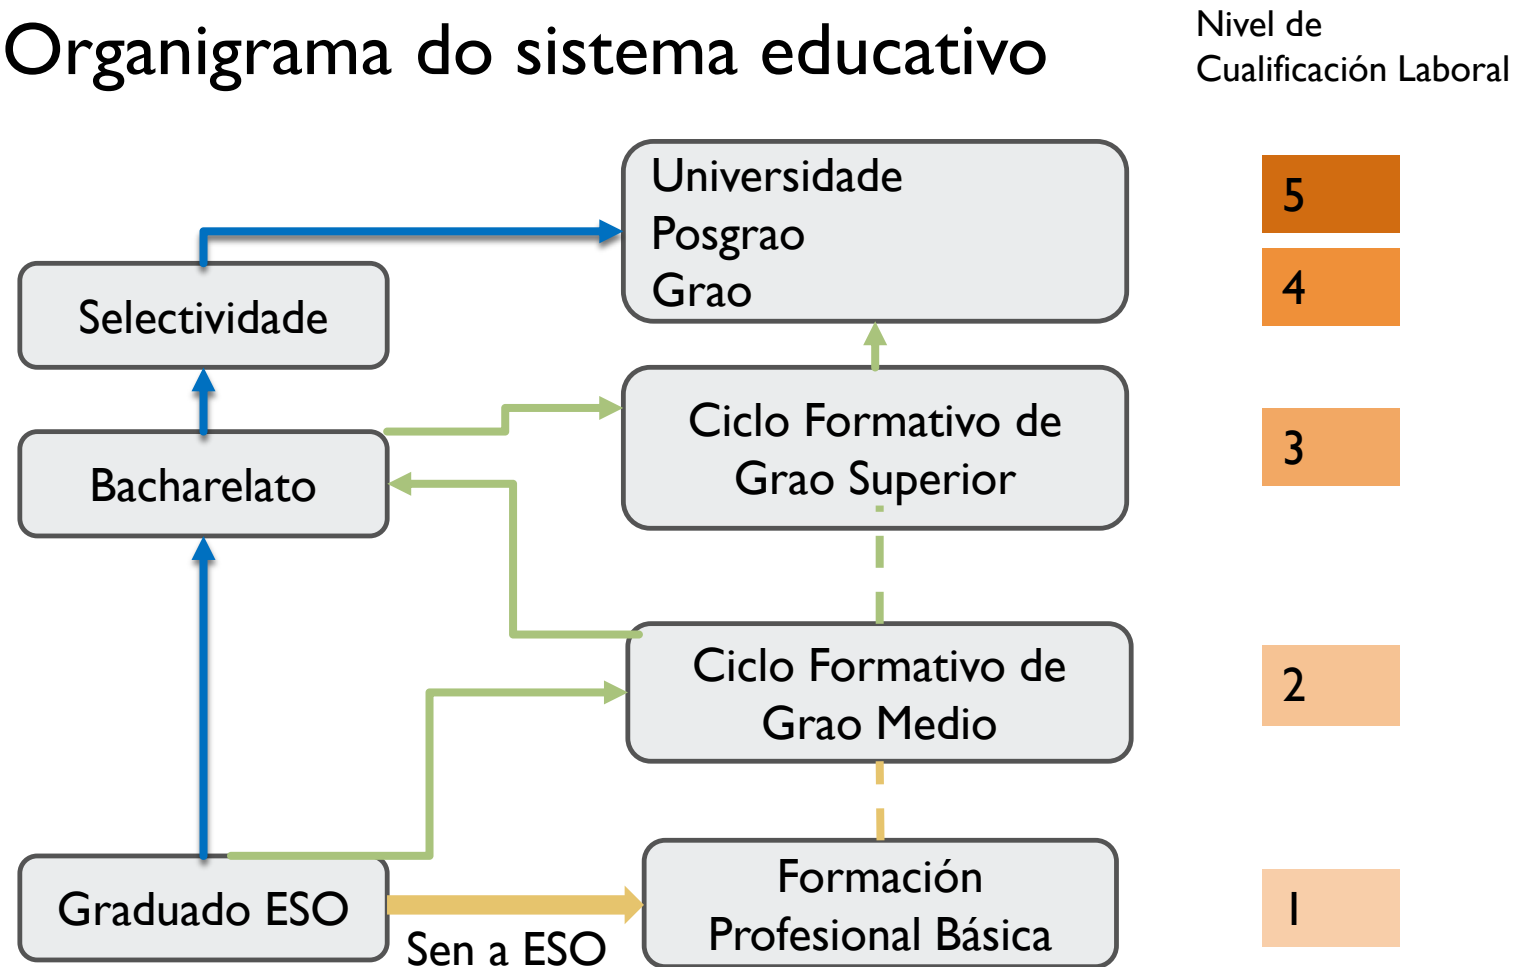 Organigrama do sistema educativo
Nivel de
Cualificación Laboral
Universidade
Posgrao
Grao
5
4
Selectividade
Ciclo Formativo de
Grao Superior
3
Bacharelato
Ciclo Formativo de
Grao Medio
2
Graduado ESO
Sen a ESO
Formación
Profesional Básica
1